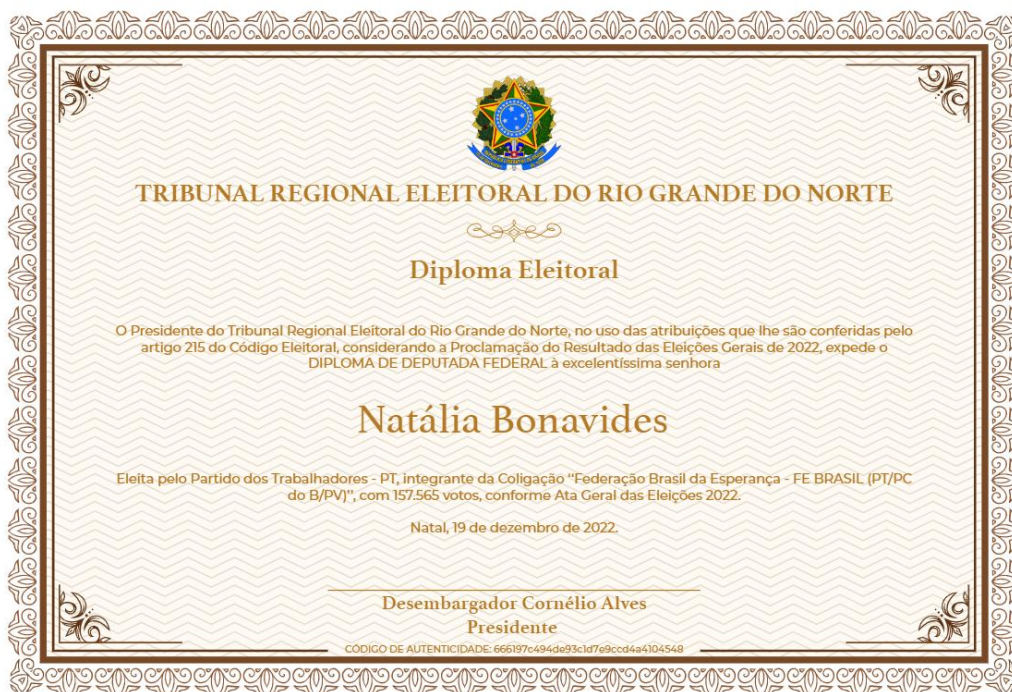 TRIBUNAL REGIONAL ELEITORAL DO RIO GRANDE DO NORTE
Diploma Eleitoral
O Presidente do Tribunal Regional Eleitoral do Rio Grande do Norte, no uso das atribuições que lhe são conferidas pelo
artigo 215 do Código Eleitoral, considerando a Proclamação do Resultado das Eleições Gerais de 2022, expede o
DIPLOMA DE DEPUTADA FEDERAL à excelentíssima senhora
Natália Bonavides
Eleita pelo Partido dos Trabalhadores - PT, integrante da Coligação “Federação Brasil da Esperança - FE BRASIL (PT/PC
do B/PV)”, com 157.565 votos, conforme Ata Geral das Eleições 2022.
Natal, 19 de dezembro de 2022.
Desembargador Cornélio Alves
Presidente
CÓDIGO DE AUTENTICIDADE: 666197c494de93c1d7e9ccd4a4104548